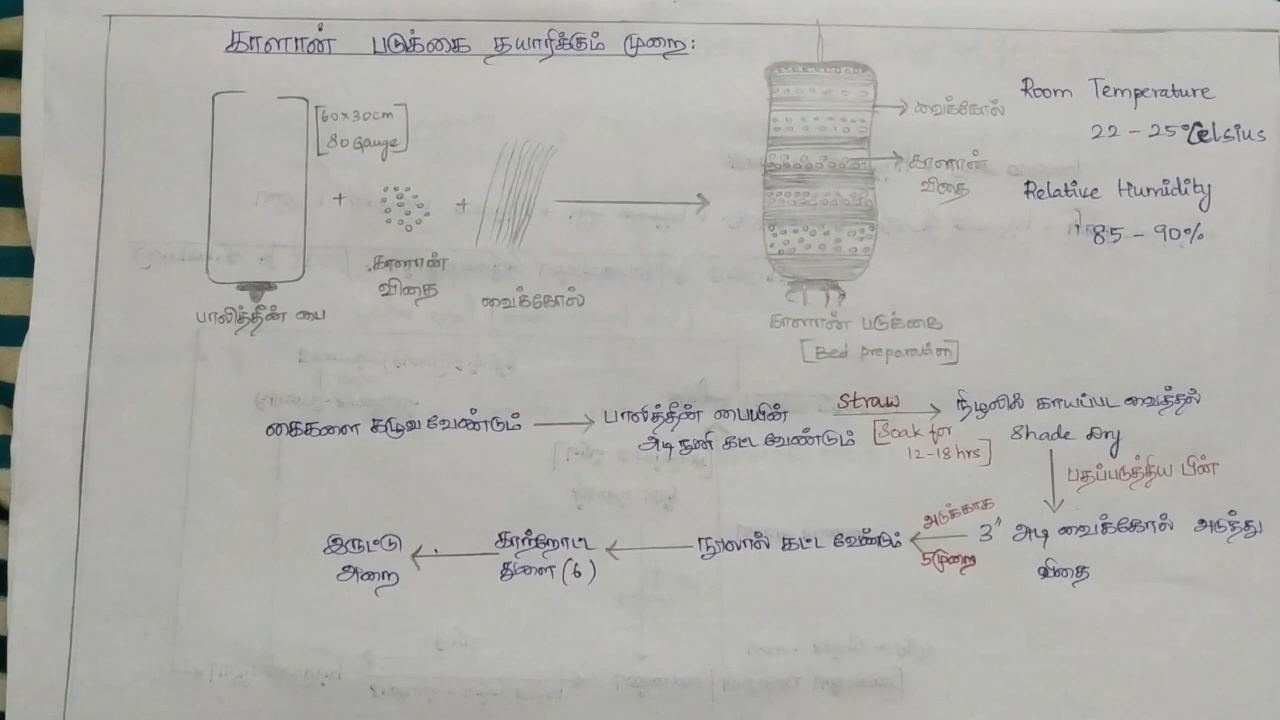 காளான் படுக்கை தயாரிக்கும் முறை:
[60x30cm
80 Gauge]
+
காளான்
விதை
+
வைக்கோல்
பாலித்தீன் பை
வைக்கோல்
காளான்
விதை
காளான் படுக்கை
[Bed preparation]
Room Temperature
22 - 25°Celsius
Relative Humidity
85 - 90%
கைகளை கழுவ வேண்டும்
பாலித்தீன் பையின்
அடி நுனி கட்ட வேண்டும்
Straw
[Soak for
12-18 hrs]
நிழலில் காயப்பட வைத்தல்
Shade Dry
பதப்படுத்திய பின்
3" அடி வைக்கோல் அடுத்து
விதை
அடுக்காக
5முறை
நூலால் கட்ட வேண்டும்
காற்றோட்ட
துளை (6)
இருட்டு
அறை